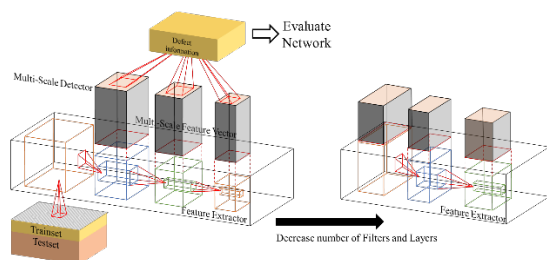 Defect
information
Evaluate
Network
Multi-Scale Detector
Multi-Scale Feature Vector
Feature Extractor
Trainset
Testset
Feature Extractor
Decrease number of Filters and Layers